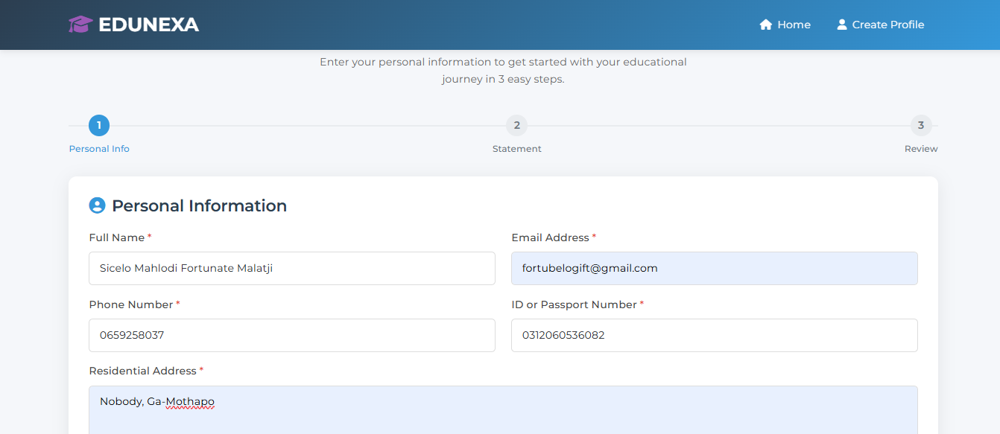 EDUNEXA
Home
Create Profile
Enter your personal information to get started with your educational
journey in 3 easy steps.
1
2
3
Personal Info
Statement
Review
Personal Information
Full Name *
Email Address *
Sicelo Mahlodi Fortunate Malatji
fortubelogift@gmail.com
Phone Number *
ID or Passport Number *
0659258037
0312060536082
Residential Address *
Nobody, Ga-Mothapo